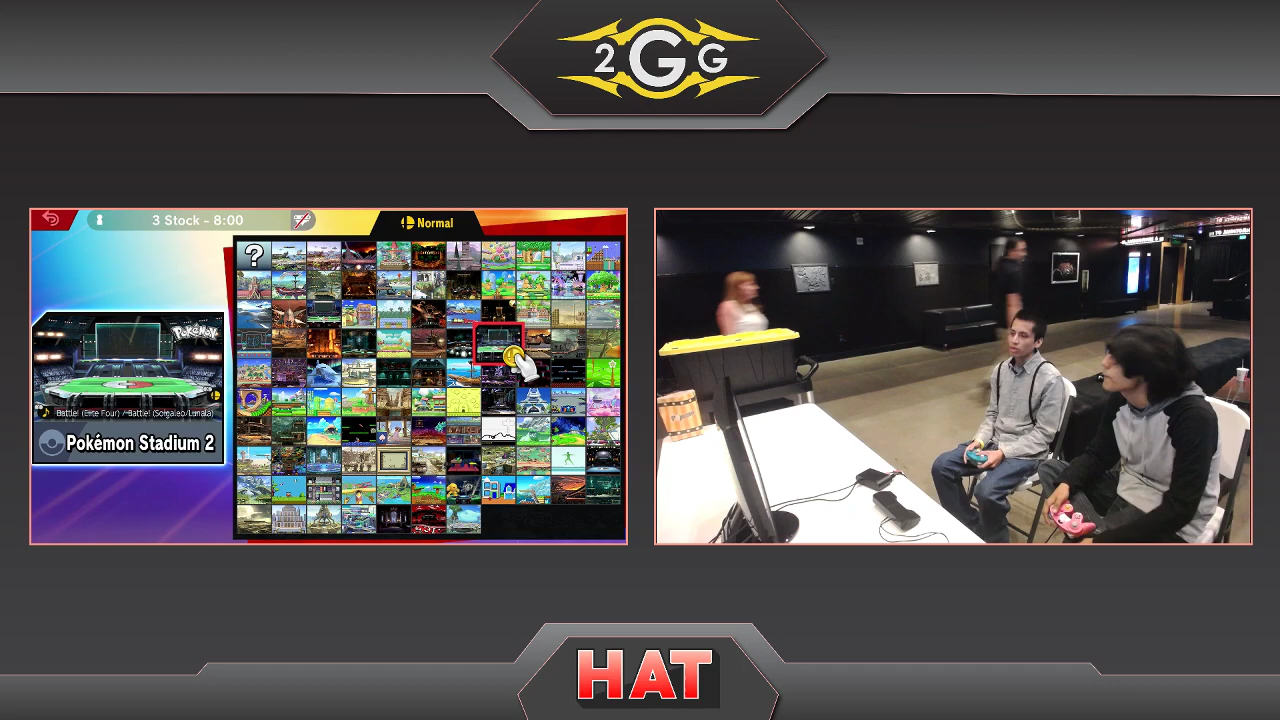 2GG
3 Stock - 8:00
Normal
POKéMON
Battle! (Elite Four) / Battle! (Solgaleo/Lunala)
Pokémon Stadium 2
?
HAT